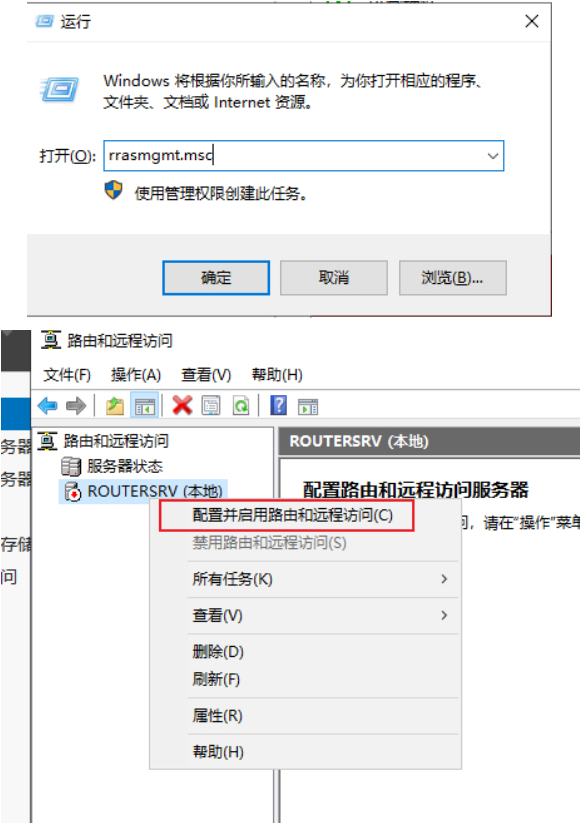 运行
Windows 将根据你所输入的名称，为你打开相应的程序、
文件夹、文档或 Internet 资源。
打开(O): rrasmgmt.msc
使用管理权限创建此任务。
确定 取消 浏览(B)...
路由和远程访问
文件(F) 操作(A) 查看(V) 帮助(H)
务器
务器
存储
问
路由和远程访问
服务器状态
ROUTERSRV (本地)
ROUTERSRV (本地)
配置路由和远程访问服务器
问，请在“操作”菜单
配置并启用路由和远程访问(C)
禁用路由和远程访问(S)
所有任务(K)
查看(V)
删除(D)
刷新(F)
属性(R)
帮助(H)